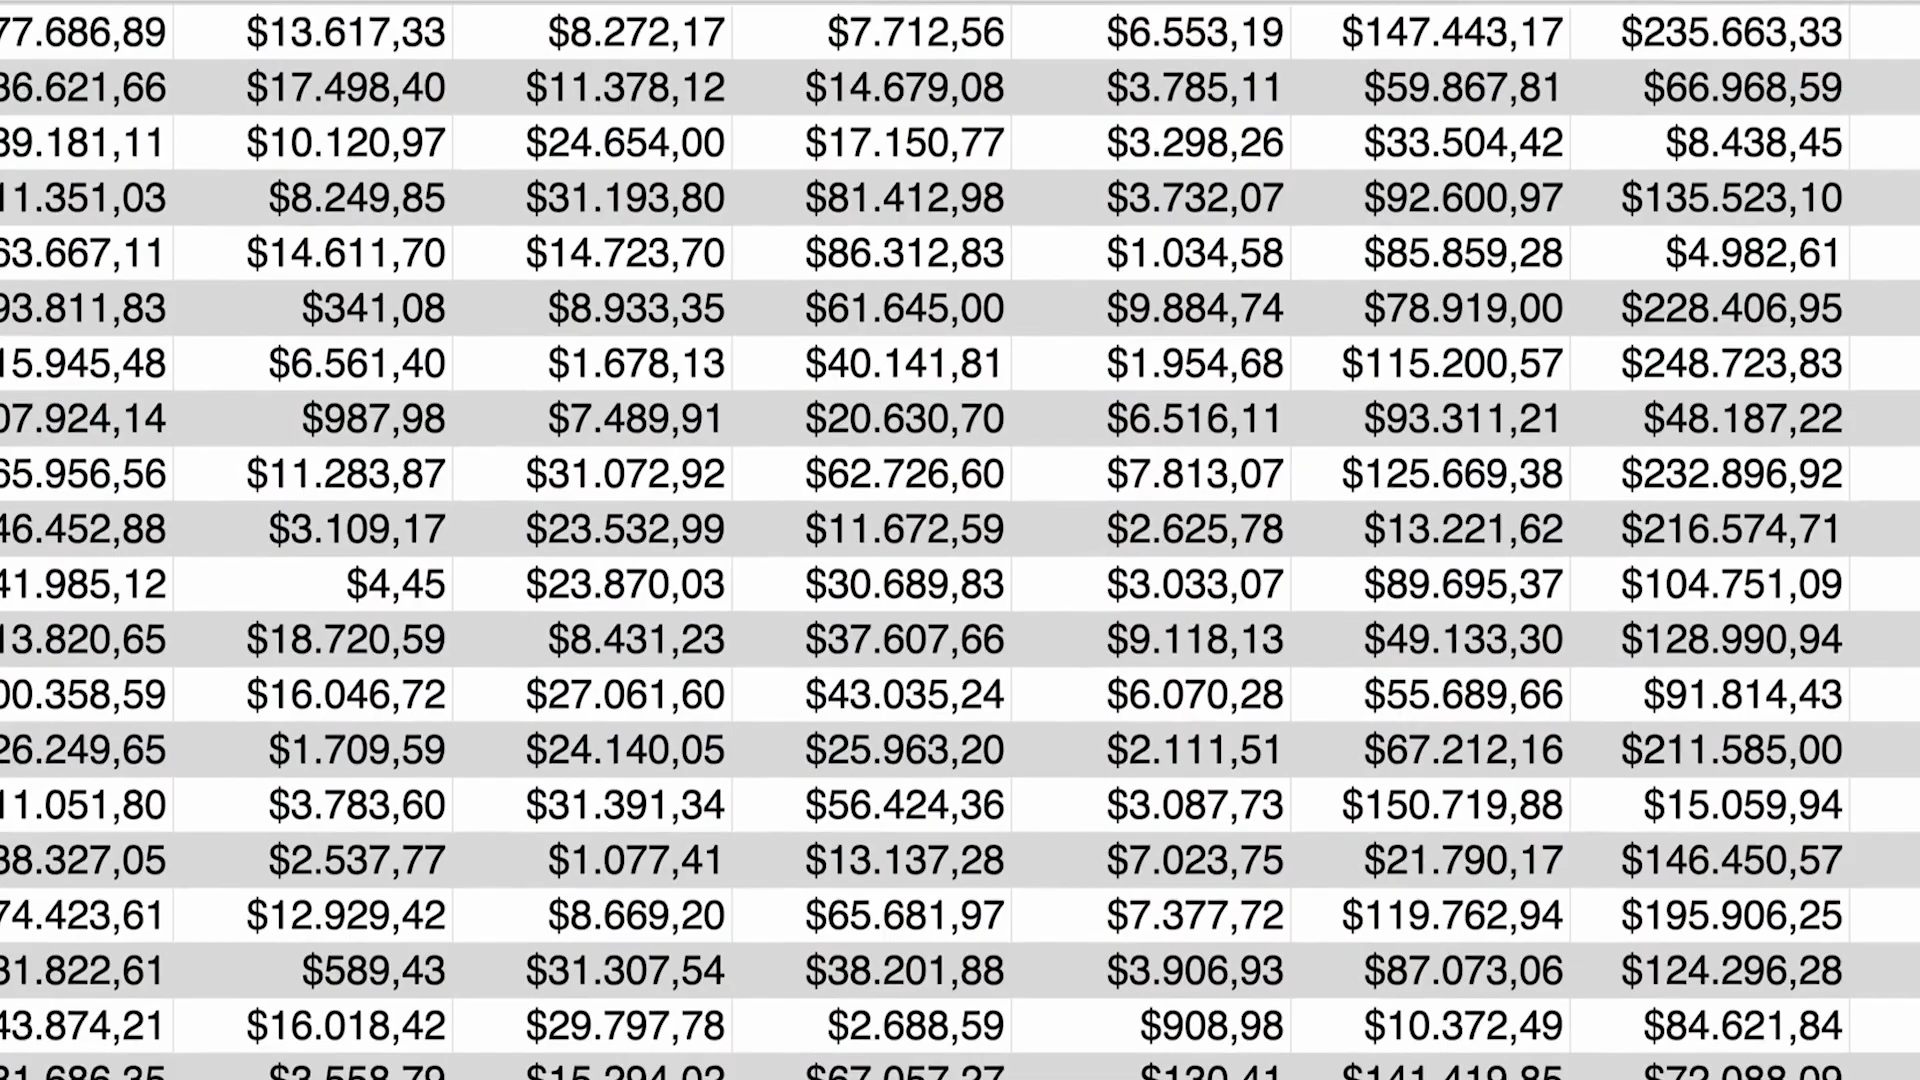 77.686,89 $13.617,33 $8.272,17 $7.712,56 $6.553,19 $147.443,17 $235.663,33
36.621,66 $17.498,40 $11.378,12 $14.679,08 $3.785,11 $59.867,81 $66.968,59
39.181,11 $10.120,97 $24.654,00 $17.150,77 $3.298,26 $33.504,42 $8.438,45
11.351,03 $8.249,85 $31.193,80 $81.412,98 $3.732,07 $92.600,97 $135.523,10
63.667,11 $14.611,70 $14.723,70 $86.312,83 $1.034,58 $85.859,28 $4.982,61
93.811,83 $341,08 $8.933,35 $61.645,00 $9.884,74 $78.919,00 $228.406,95
15.945,48 $6.561,40 $1.678,13 $40.141,81 $1.954,68 $115.200,57 $248.723,83
07.924,14 $987,98 $7.489,91 $20.630,70 $6.516,11 $93.311,21 $48.187,22
65.956,56 $11.283,87 $31.072,92 $62.726,60 $7.813,07 $125.669,38 $232.896,92
46.452,88 $3.109,17 $23.532,99 $11.672,59 $2.625,78 $13.221,62 $216.574,71
41.985,12 $4,45 $23.870,03 $30.689,83 $3.033,07 $89.695,37 $104.751,09
13.820,65 $18.720,59 $8.431,23 $37.607,66 $9.118,13 $49.133,30 $128.990,94
00.358,59 $16.046,72 $27.061,60 $43.035,24 $6.070,28 $55.689,66 $91.814,43
26.249,65 $1.709,59 $24.140,05 $25.963,20 $2.111,51 $67.212,16 $211.585,00
11.051,80 $3.783,60 $31.391,34 $56.424,36 $3.087,73 $150.719,88 $15.059,94
38.327,05 $2.537,77 $1.077,41 $13.137,28 $7.023,75 $21.790,17 $146.450,57
74.423,61 $12.929,42 $8.669,20 $65.681,97 $7.377,72 $119.762,94 $195.906,25
31.822,61 $589,43 $31.307,54 $38.201,88 $3.906,93 $87.073,06 $124.296,28
43.874,21 $16.018,42 $29.797,78 $2.688,59 $908,98 $10.372,49 $84.621,84